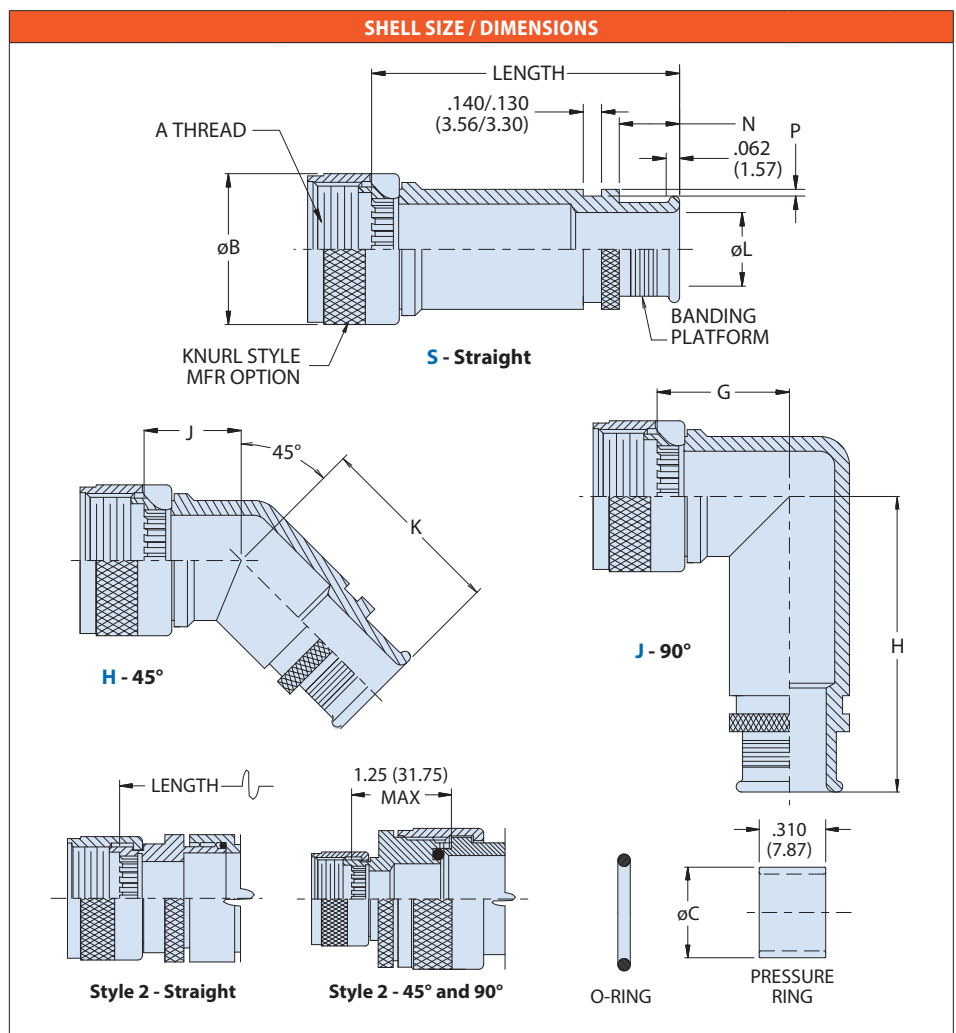 SHELL SIZE / DIMENSIONS
LENGTH
.140/.130
(3.56/3.30)
N
P
.062
(1.57)
A THREAD
øB
øL
KNURL STYLE
MFR OPTION
BANDING
PLATFORM
S - Straight
J
45°
K
H - 45°
G
H
J - 90°
LENGTH
1.25 (31.75)
MAX
Style 2 - Straight
Style 2 - 45° and 90°
O-RING
.310
(7.87)
øC
PRESSURE
RING